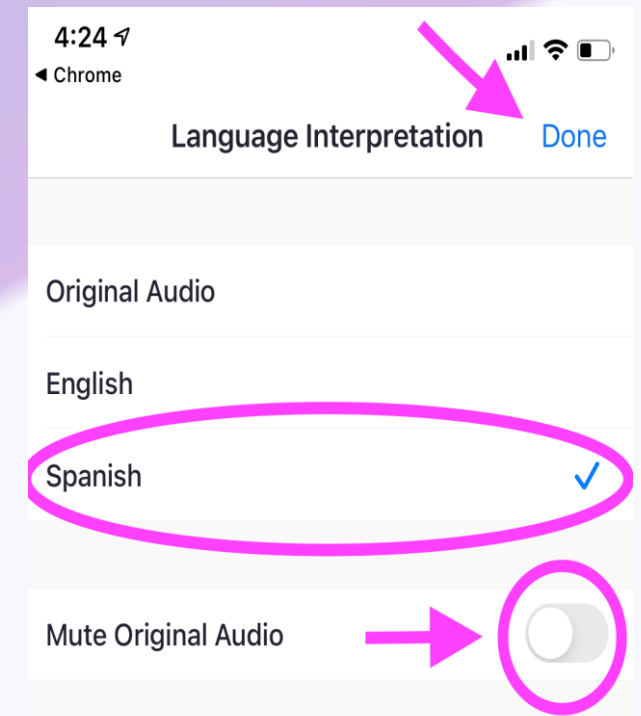 4:24
◀ Chrome
Language Interpretation Done
Original Audio
English
Spanish
Mute Original Audio